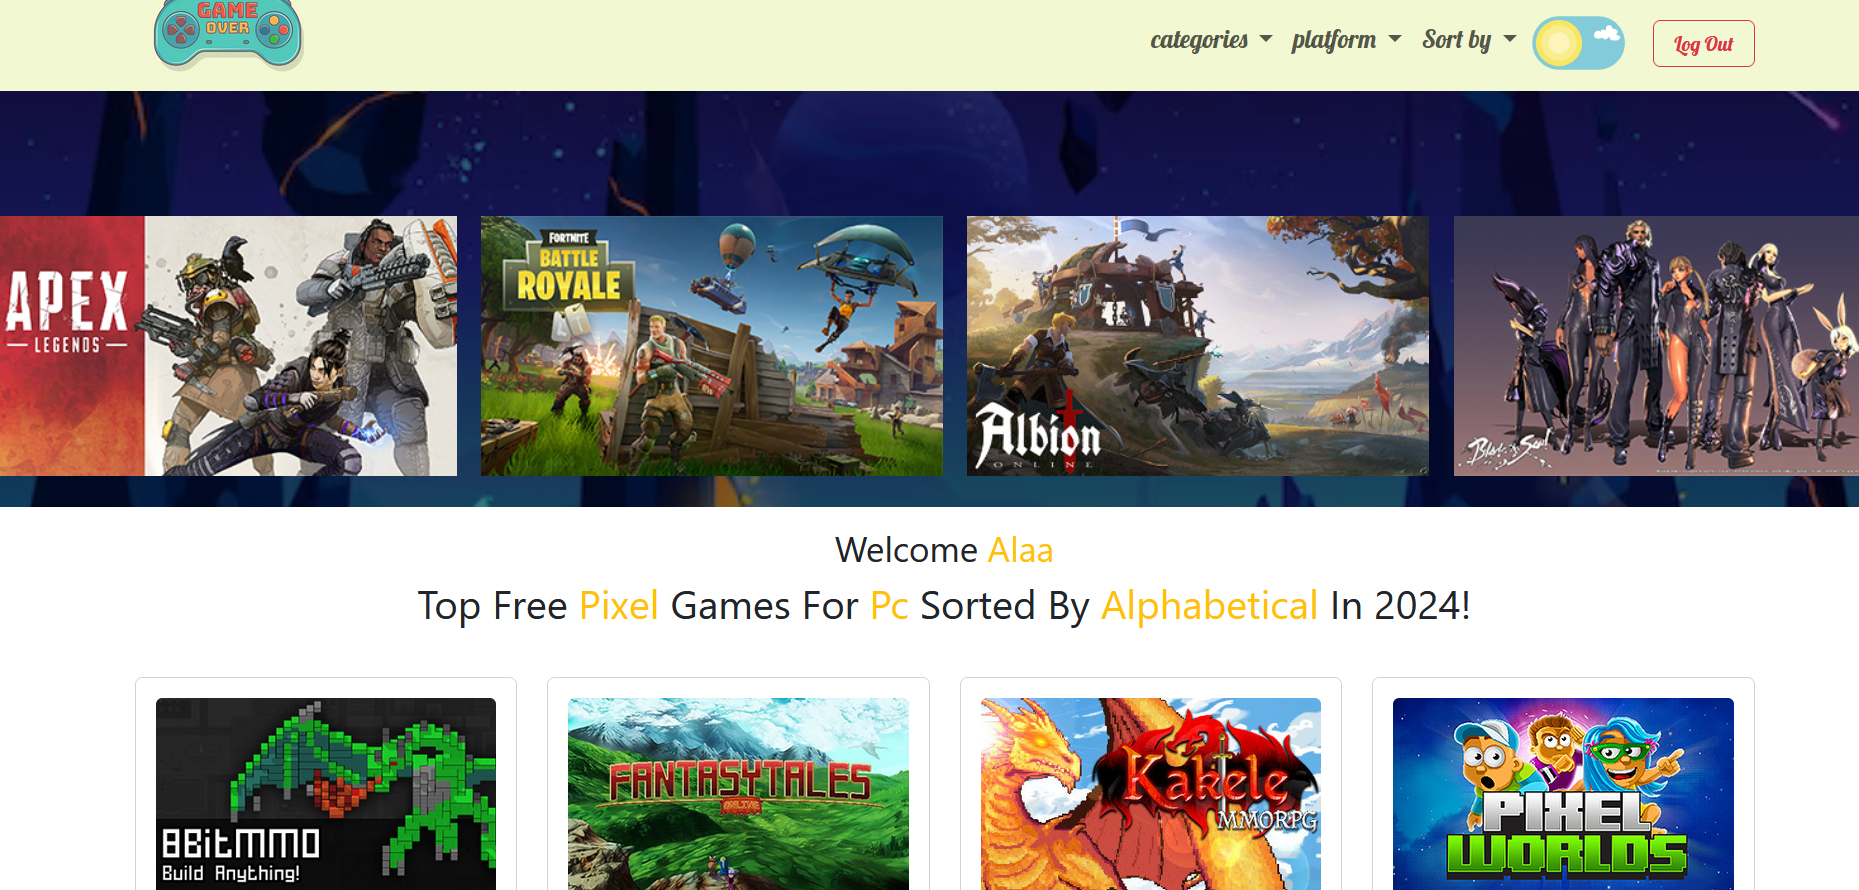 GAME
OVER
categories
platform
Sort by
Log Out
APEX
LEGENDS
FORTNITE
BATTLE
ROYALE
Albion
ONLINE
Blade & Soul
Welcome Alaa
Top Free Pixel Games For Pc Sorted By Alphabetical In 2024!
8BitMMO
Build Anything!
FANTASYTALES
ONLINE
Kakele
MMORPG
PIXEL
WORLDS